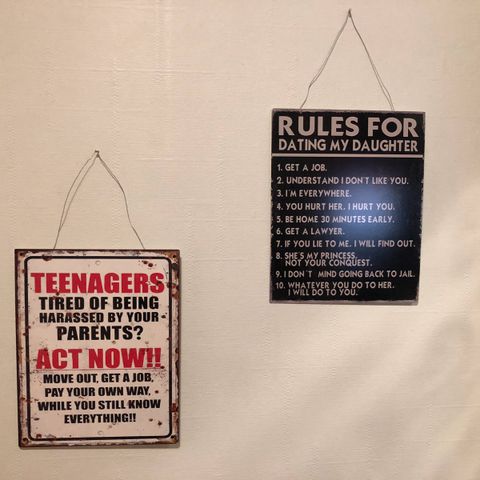 RULES FOR
DATING MY DAUGHTER
1. GET A JOB.
2. UNDERSTAND I DON'T LIKE YOU.
3. I'M EVERYWHERE.
4. YOU HURT HER. I HURT YOU.
5. BE HOME 30 MINUTES EARLY.
6. GET A LAWYER.
7. IF YOU LIE TO ME. I WILL FIND OUT.
8. SHE'S MY PRINCESS.
NOT YOUR CONQUEST.
9. I DON'T MIND GOING BACK TO JAIL.
10. WHATEVER YOU DO TO HER.
I WILL DO TO YOU.
TEENAGERS
TIRED OF BEING
HARASSED BY YOUR
PARENTS?
ACT NOW!!
MOVE OUT, GET A JOB,
PAY YOUR OWN WAY,
WHILE YOU STILL KNOW
EVERYTHING!!